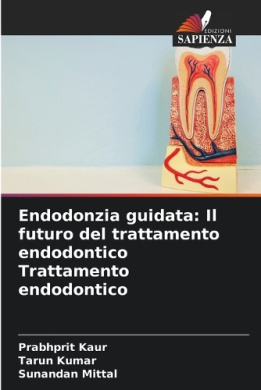 EDIZIONI
SAPIENZA
Endodonzia guidata: Il
futuro del trattamento
endodontico
Trattamento
endodontico
Prabhprit Kaur
Tarun Kumar
Sunandan Mittal